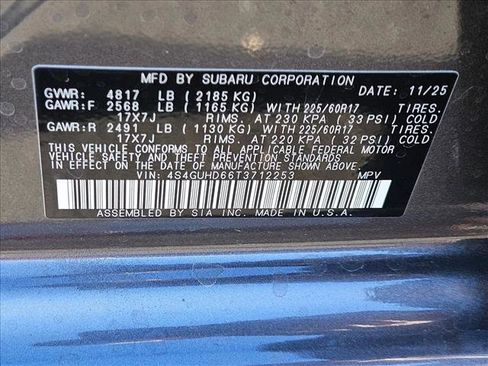 MFD BY SUBARU CORPORATION
GVWR: 4817 LB ( 2185 KG) DATE: 11/25
GAWR:F 2568 LB ( 1165 KG) WITH 225/60R17 TIRES.
17X7J RIMS. AT 230 KPA ( 33 PSI) COLD
GAWR:R 2491 LB ( 1130 KG) WITH 225/60R17 TIRES.
17X7J RIMS. AT 220 KPA ( 32 PSI) COLD
THIS VEHICLE CONFORMS TO ALL APPLICABLE FEDERAL MOTOR
VEHICLE SAFETY AND THEFT PREVENTION STANDARDS
IN EFFECT ON THE DATE OF MANUFACTURE SHOWN ABOVE.
VIN: 4S4GUHD66T3712253 MPV
ASSEMBLED BY SIA INC. MADE IN U.S.A.